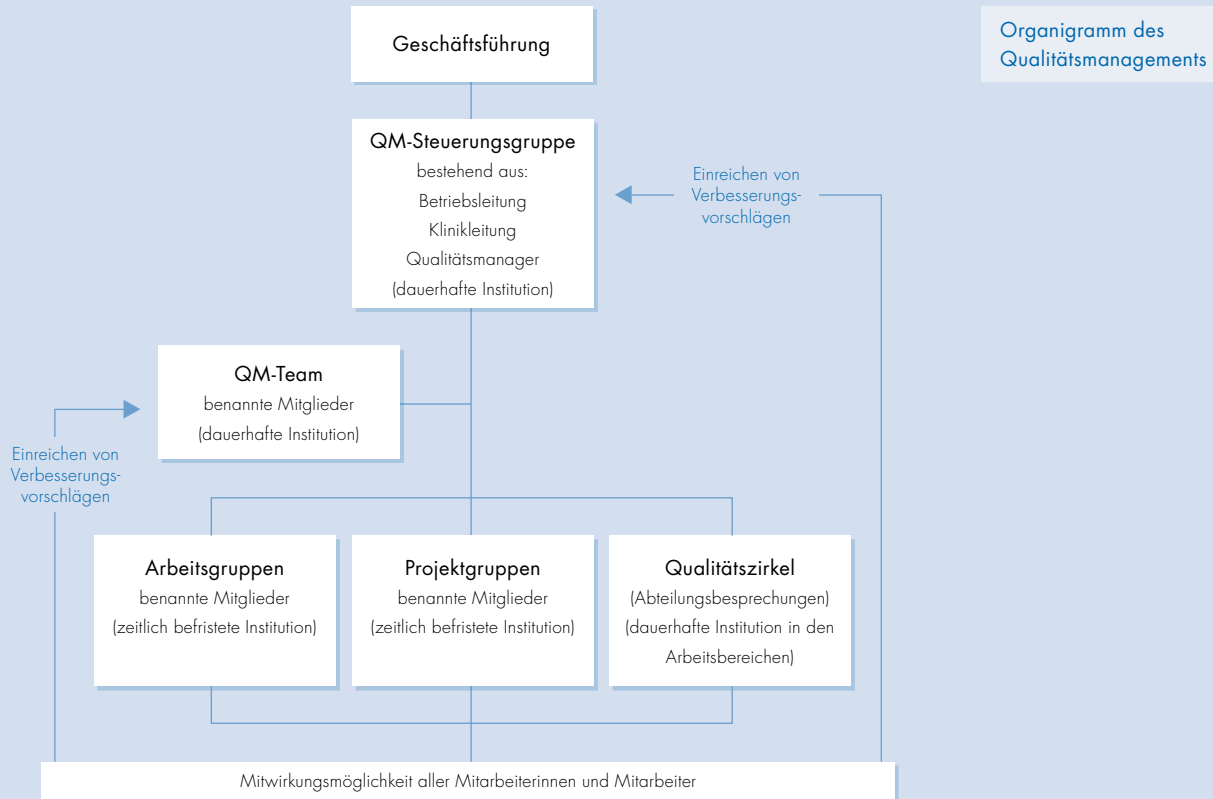 Geschäftsführung
Organigramm des
Qualitätsmanagements
QM-Steuerungsgruppe
bestehend aus:
Betriebsleitung
Klinikleitung
Qualitätsmanager
(dauerhafte Institution)
Einreichen von
Verbesserungs-
vorschlägen
QM-Team
benannte Mitglieder
(dauerhafte Institution)
Einreichen von
Verbesserungs-
vorschlägen
Arbeitsgruppen
benannte Mitglieder
(zeitlich befristete Institution)
Projektgruppen
benannte Mitglieder
(zeitlich befristete Institution)
Qualitätszirkel
(Abteilungsbesprechungen)
(dauerhafte Institution in den
Arbeitsbereichen)
Mitwirkungsmöglichkeit aller Mitarbeiterinnen und Mitarbeiter